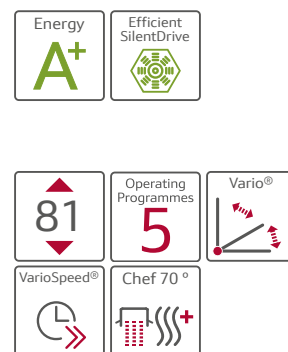 Energy
A+
Efficient
SilentDrive
81
Operating
Programmes
5
Vario®
VarioSpeed®
Chef 70 º